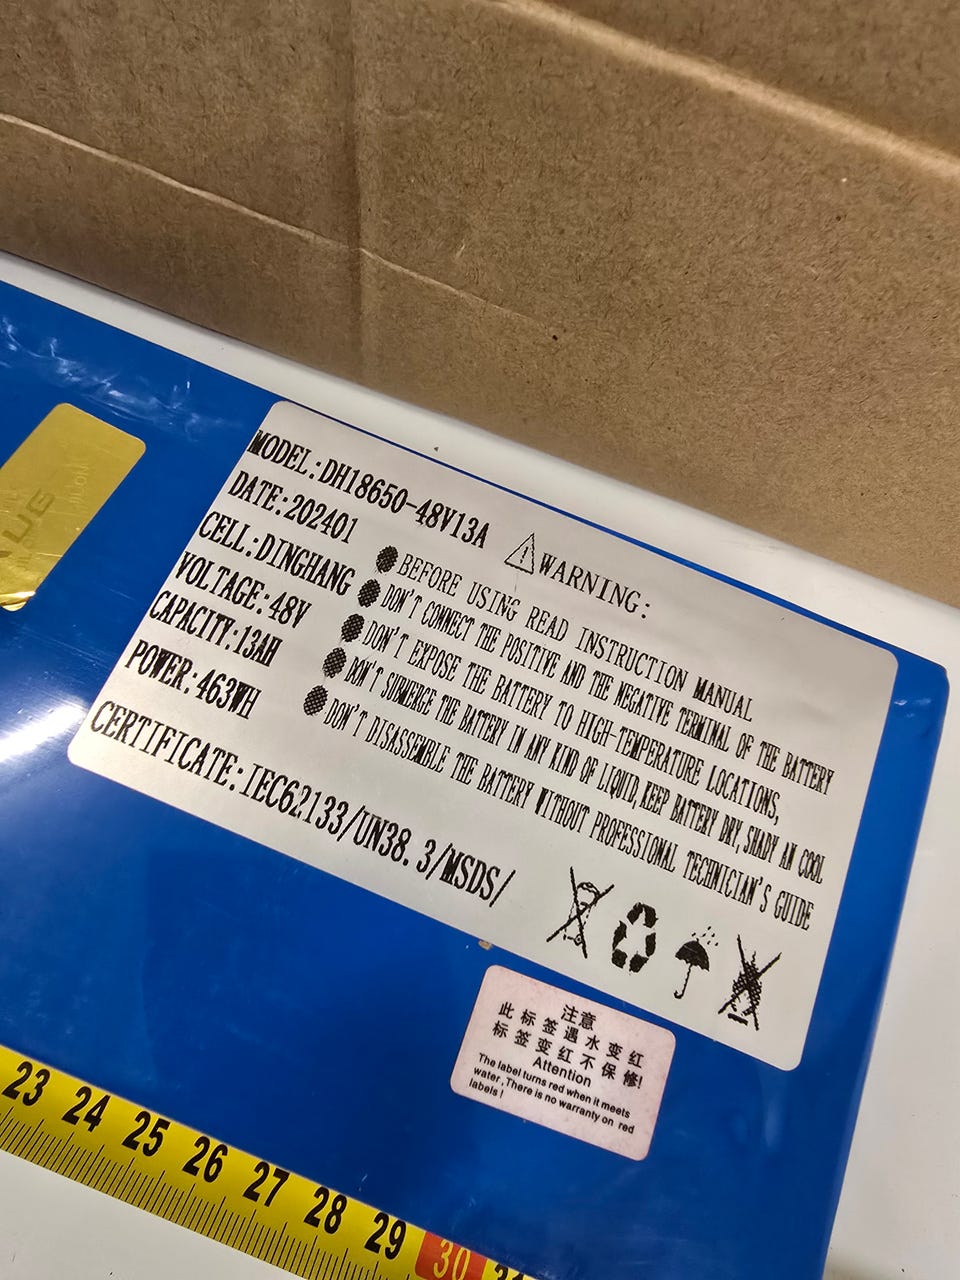 MODEL:DH18650-48V13A
DATE:202401
CELL:DINGHANG
VOLTAGE:48V
CAPACITY:13AH
POWER:463WH
CERTIFICATE:IEC62133/UN38.3/MSDS/
WARNING:
BEFORE USING READ INSTRUCTION MANUAL
DON'T CONNECT THE POSITIVE AND THE NEGATIVE TERMINAL OF THE BATTERY
DON'T EXPOSE THE BATTERY TO HIGH-TEMPERATURE LOCATIONS,
DON'T SUBMERGE THE BATTERY IN ANY KIND OF LIQUID,KEEP BATTERY DRY,SHADY AN COOL
DON'T DISASSEMBLE THE BATTERY WITHOUT PROFESSIONAL TECHNICIAN'S GUIDE
注意
此标签遇水变红
标签变红不保修!
Attention
The label turns red when it meets
water,There is no warranty on red
labels!
23 24 25 26 27 28 29 30